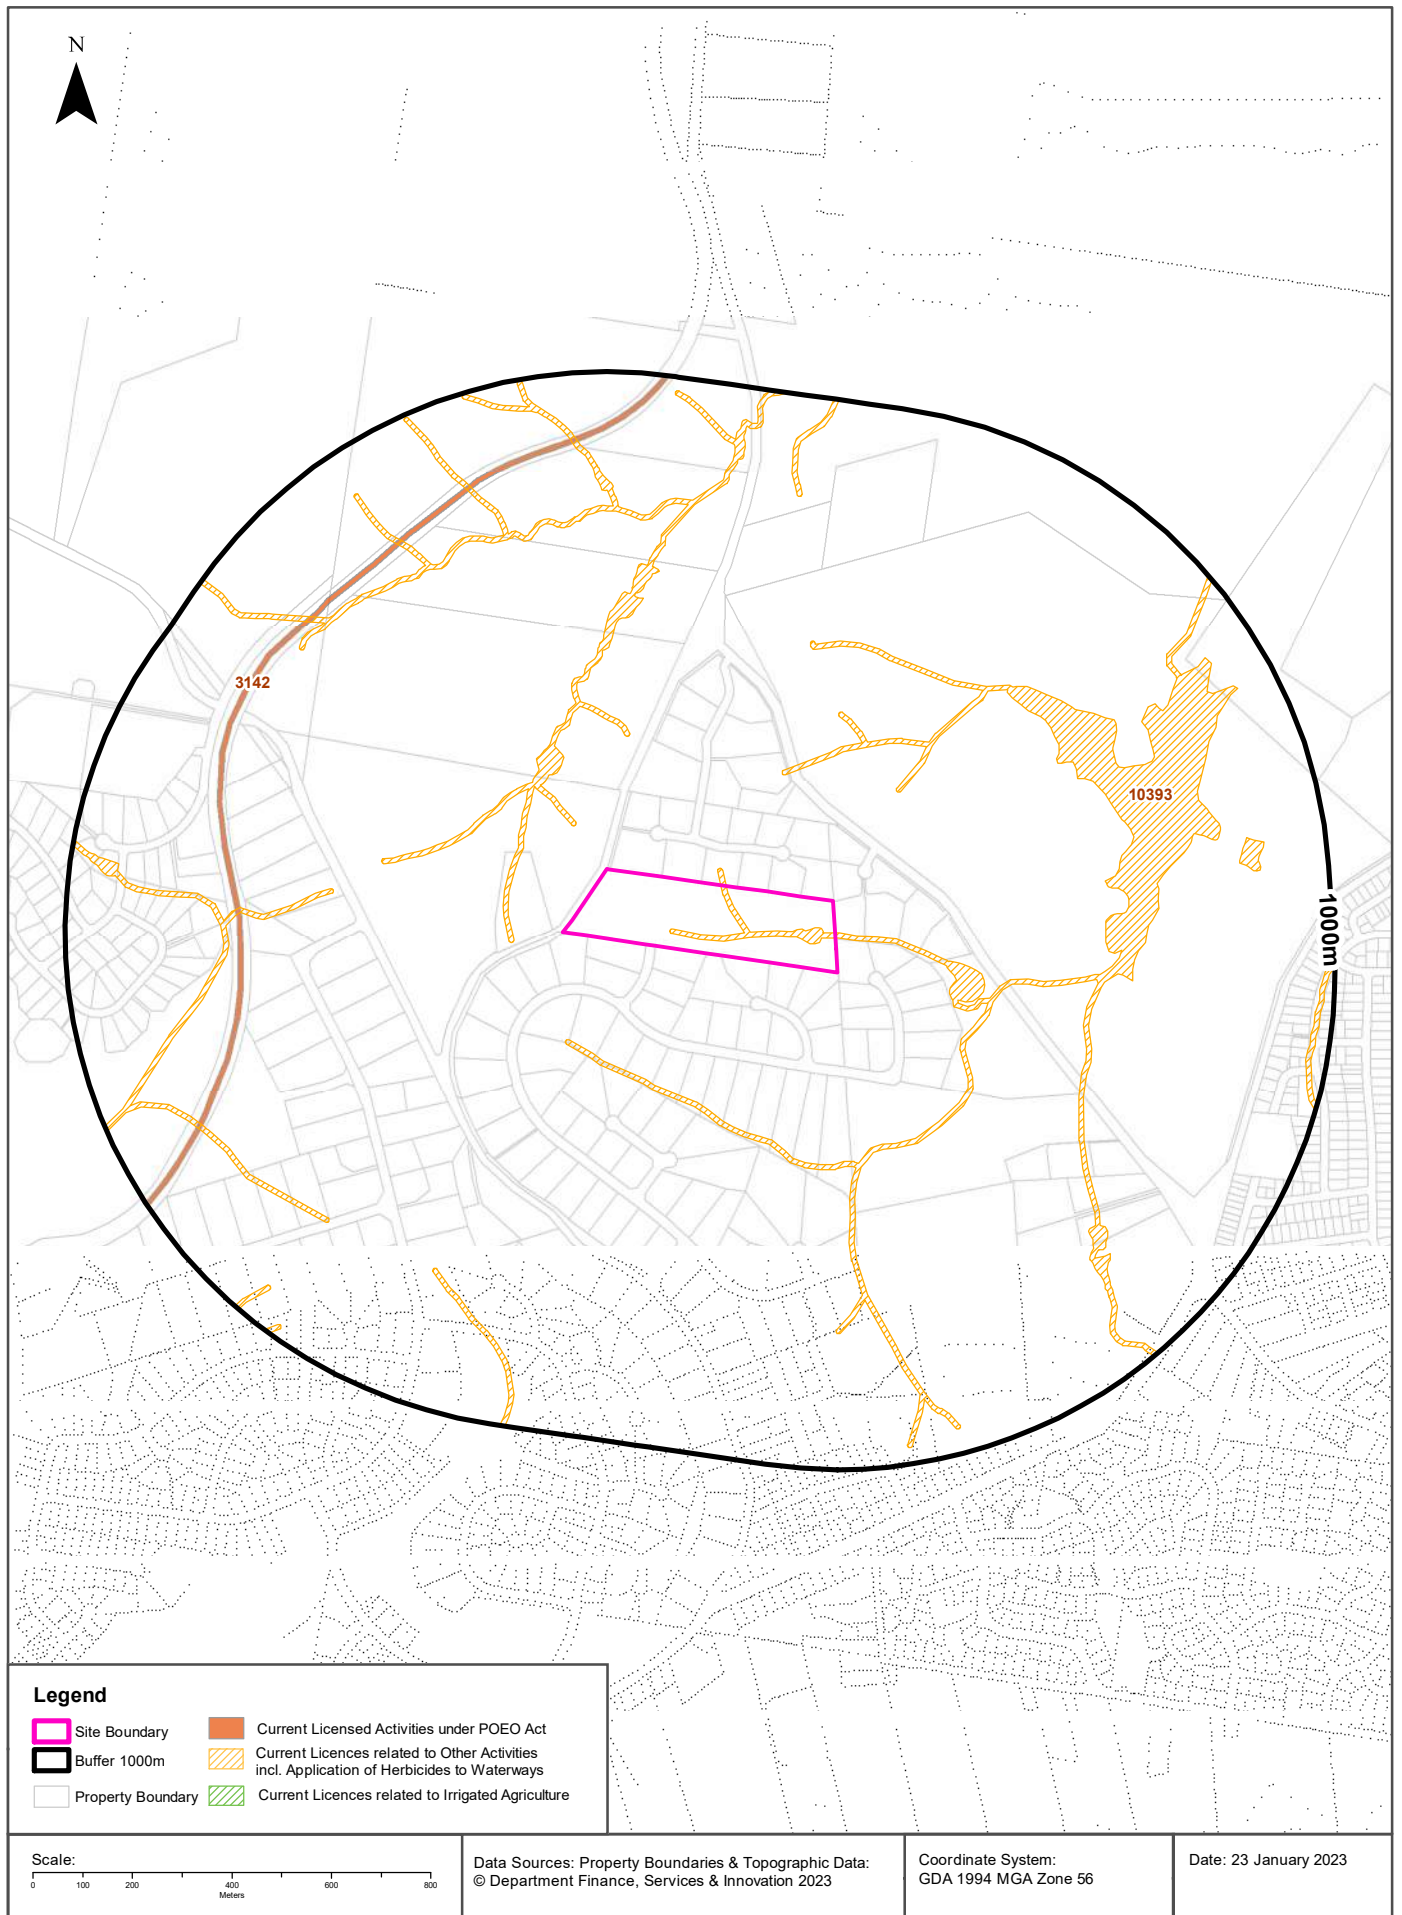 N
3142
10393
1000m
Legend
Site Boundary
Buffer 1000m
Property Boundary
Current Licensed Activities under POEO Act
Current Licences related to Other Activities
incl. Application of Herbicides to Waterways
Current Licences related to Irrigated Agriculture
Scale:
0 100 200 400 600 800
Meters
Data Sources: Property Boundaries & Topographic Data:
© Department Finance, Services & Innovation 2023
Coordinate System:
GDA 1994 MGA Zone 56
Date: 23 January 2023